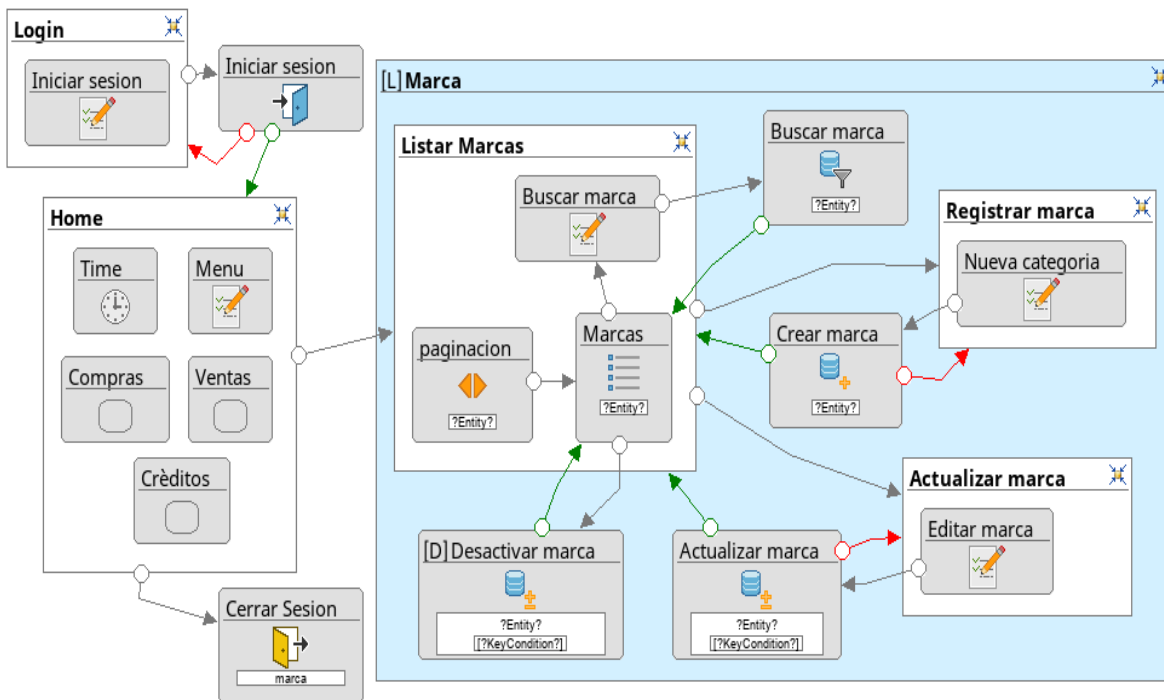 Login
Iniciar sesion
Iniciar sesion
Home
Time
Menu
Compras
Ventas
Crèditos
Cerrar Sesion
marca
[L] Marca
Listar Marcas
Buscar marca
paginacion
?Entity?
Marcas
?Entity?
Buscar marca
?Entity?
Registrar marca
Nueva categoria
Crear marca
?Entity?
Actualizar marca
Editar marca
[D] Desactivar marca
?Entity?
[?KeyCondition?]
Actualizar marca
?Entity?
[?KeyCondition?]